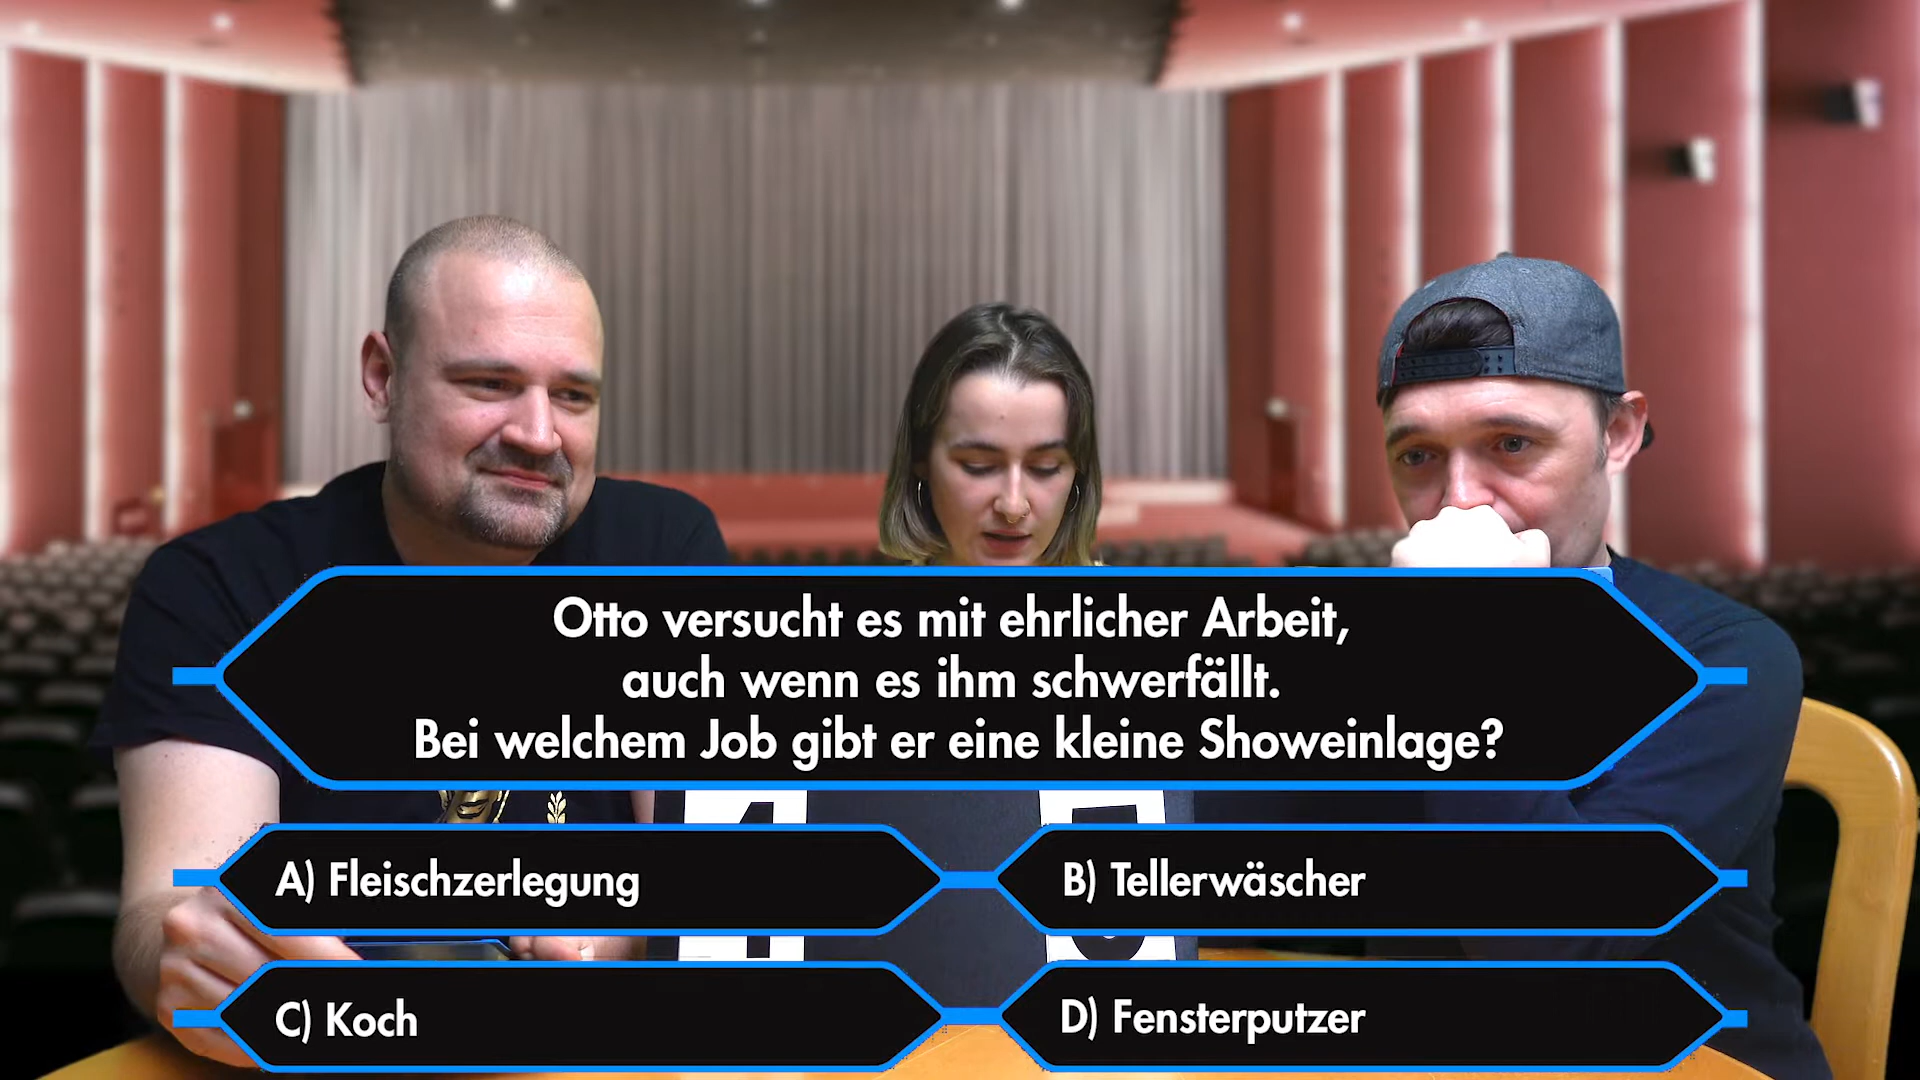 Otto versucht es mit ehrlicher Arbeit,
auch wenn es ihm schwerfällt.
Bei welchem Job gibt er eine kleine Showeinlage?
A) Fleischzerlegung
B) Tellerwäscher
C) Koch
D) Fensterputzer